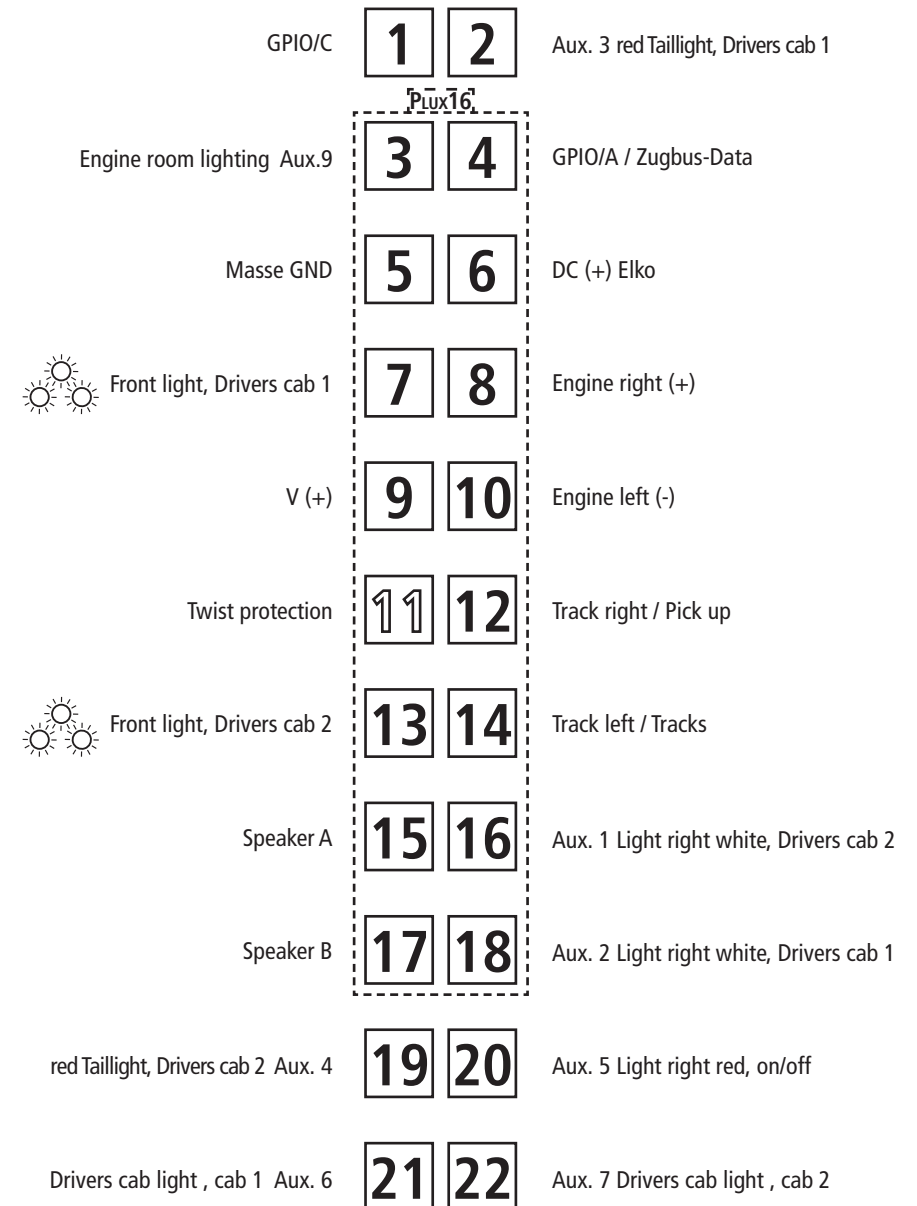 GPIO/C 1 2 Aux. 3 red Taillight, Drivers cab 1
PLUX16
Engine room lighting Aux.9 3 4 GPIO/A / Zugbus-Data
Masse GND 5 6 DC (+) Elko
Front light, Drivers cab 1 7 8 Engine right (+)
V (+) 9 10 Engine left (-)
Twist protection 11 12 Track right / Pick up
Front light, Drivers cab 2 13 14 Track left / Tracks
Speaker A 15 16 Aux. 1 Light right white, Drivers cab 2
Speaker B 17 18 Aux. 2 Light right white, Drivers cab 1
red Taillight, Drivers cab 2 Aux. 4 19 20 Aux. 5 Light right red, on/off
Drivers cab light , cab 1 Aux. 6 21 22 Aux. 7 Drivers cab light , cab 2